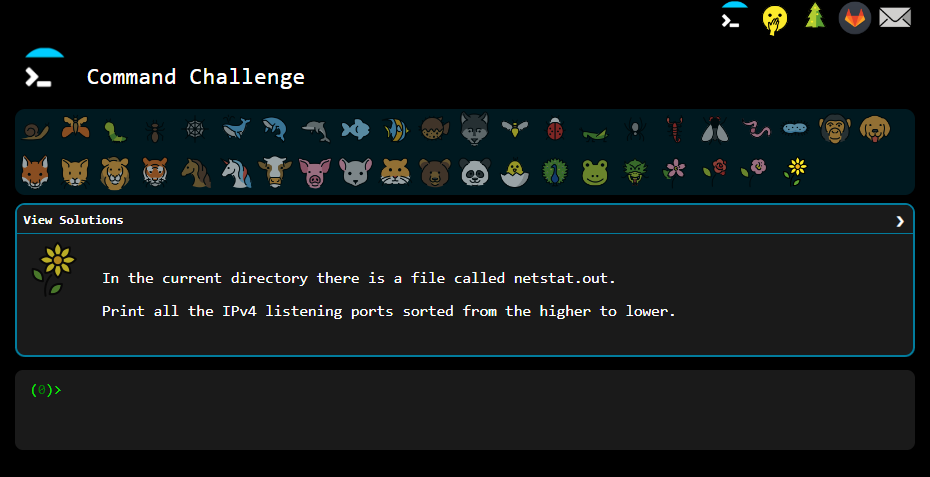 Command Challenge
View Solutions
In the current directory there is a file called netstat.out.
Print all the IPv4 listening ports sorted from the higher to lower.
(0)>